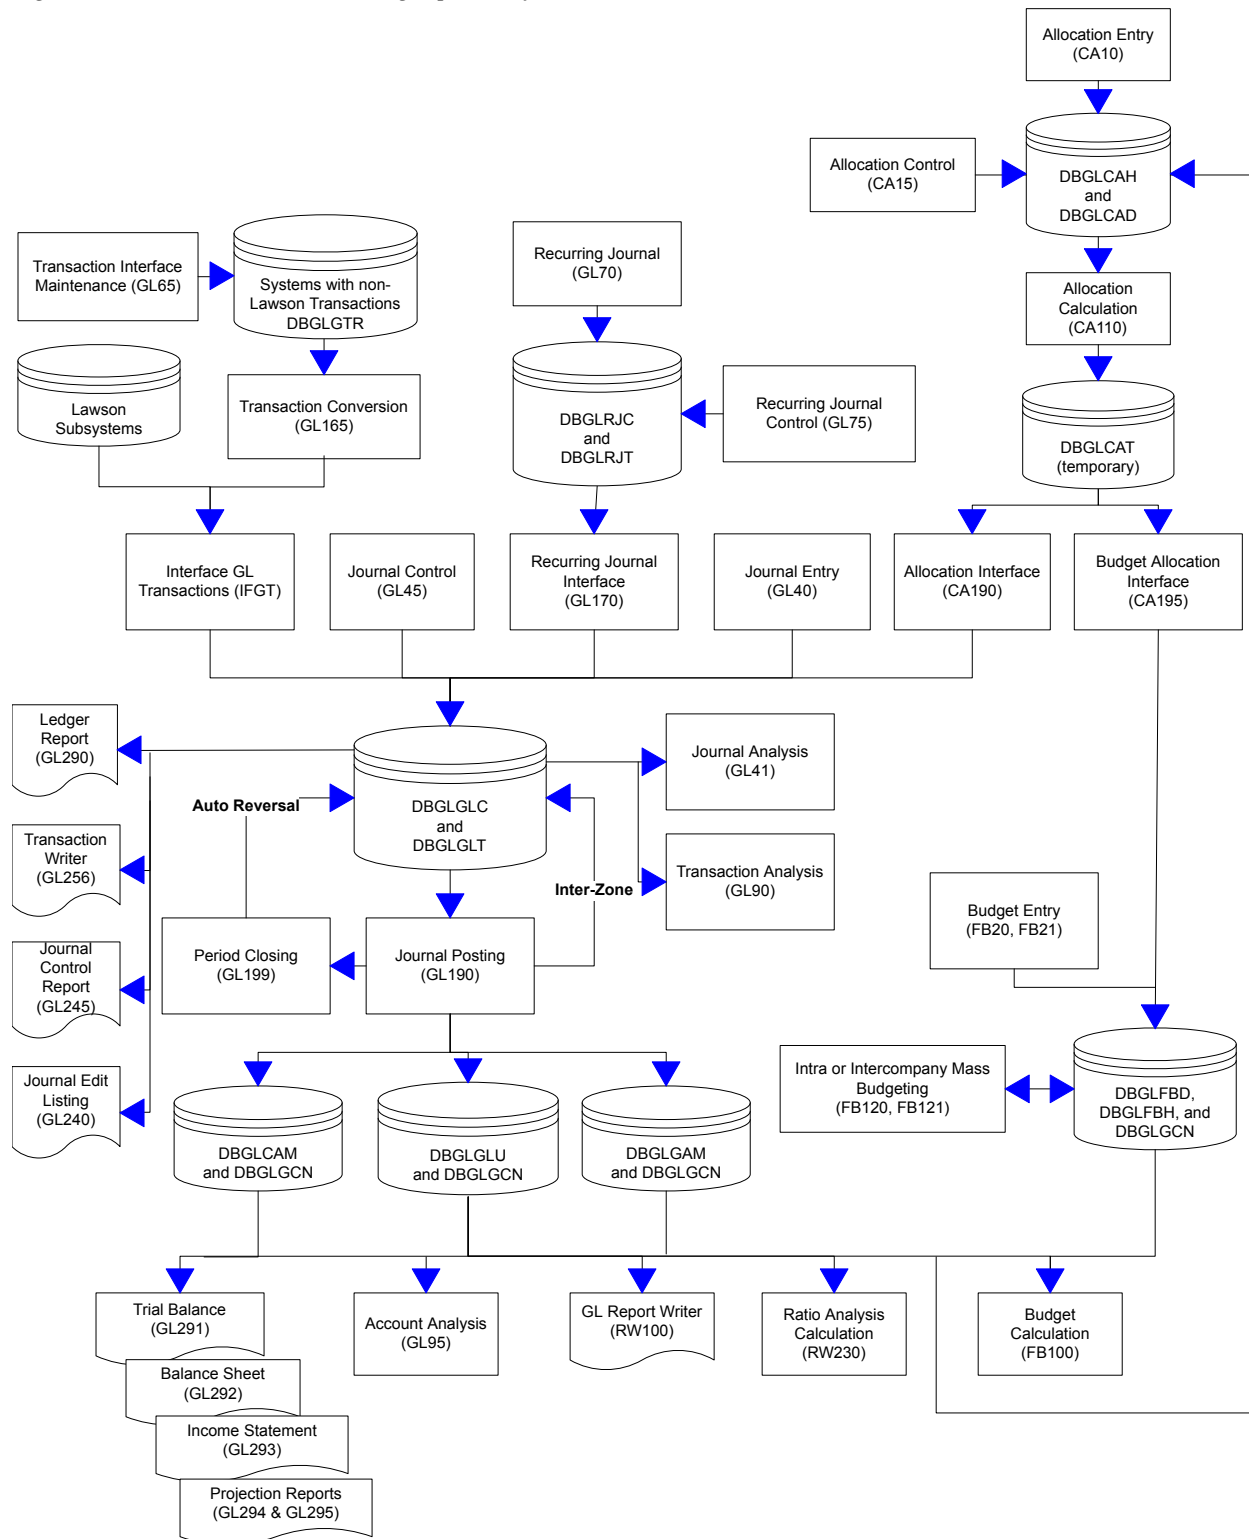 Allocation Entry
(CA10)
Allocation Control
(CA15)
DBGLCAH
and
DBGLCAD
Transaction Interface
Maintenance (GL65)
Systems with non-
Lawson Transactions
DBGLGTR
Recurring Journal
(GL70)
Allocation
Calculation
(CA110)
Lawson
Subsystems
Transaction Conversion
(GL165)
DBGLRJC
and
DBGLRJT
Recurring Journal
Control (GL75)
DBGLCAT
(temporary)
Interface GL
Transactions (IFGT)
Journal Control
(GL45)
Recurring Journal
Interface
(GL170)
Journal Entry
(GL40)
Allocation Interface
(CA190)
Budget Allocation
Interface
(CA195)
Ledger
Report
(GL290)
Journal Analysis
(GL41)
Auto Reversal
DBGLGLC
and
DBGLGLT
Transaction
Writer
(GL256)
Transaction Analysis
(GL90)
Inter-Zone
Budget Entry
(FB20, FB21)
Journal
Control
Report
(GL245)
Period Closing
(GL199)
Journal Posting
(GL190)
Journal Edit
Listing
(GL240)
Intra or Intercompany Mass
Budgeting
(FB120, FB121)
DBGLFBD,
DBGLFBH, and
DBGLGCN
DBGLCAM
and DBGLGCN
DBGLGLU
and DBGLGCN
DBGLGAM
and DBGLGCN
Trial Balance
(GL291)
Account Analysis
(GL95)
GL Report Writer
(RW100)
Ratio Analysis
Calculation
(RW230)
Budget
Calculation
(FB100)
Balance Sheet
(GL292)
Income Statement
(GL293)
Projection Reports
(GL294 & GL295)